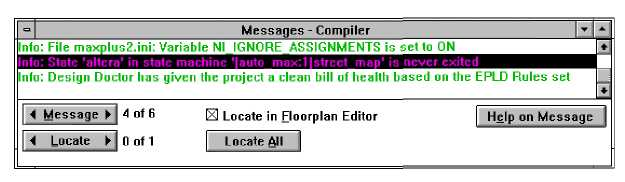 Messages - Compiler
Info: File maxplus2.ini: Variable NI_IGNORE_ASSIGNMENTS is set to ON
Info: State 'altera' in state machine '|auto_max:1|street_map' is never exited
Info: Design Doctor has given the project a clean bill of health based on the EPLD Rules set
Message 4 of 6 Locate in Floorplan Editor Help on Message
Locate 0 of 1 Locate All